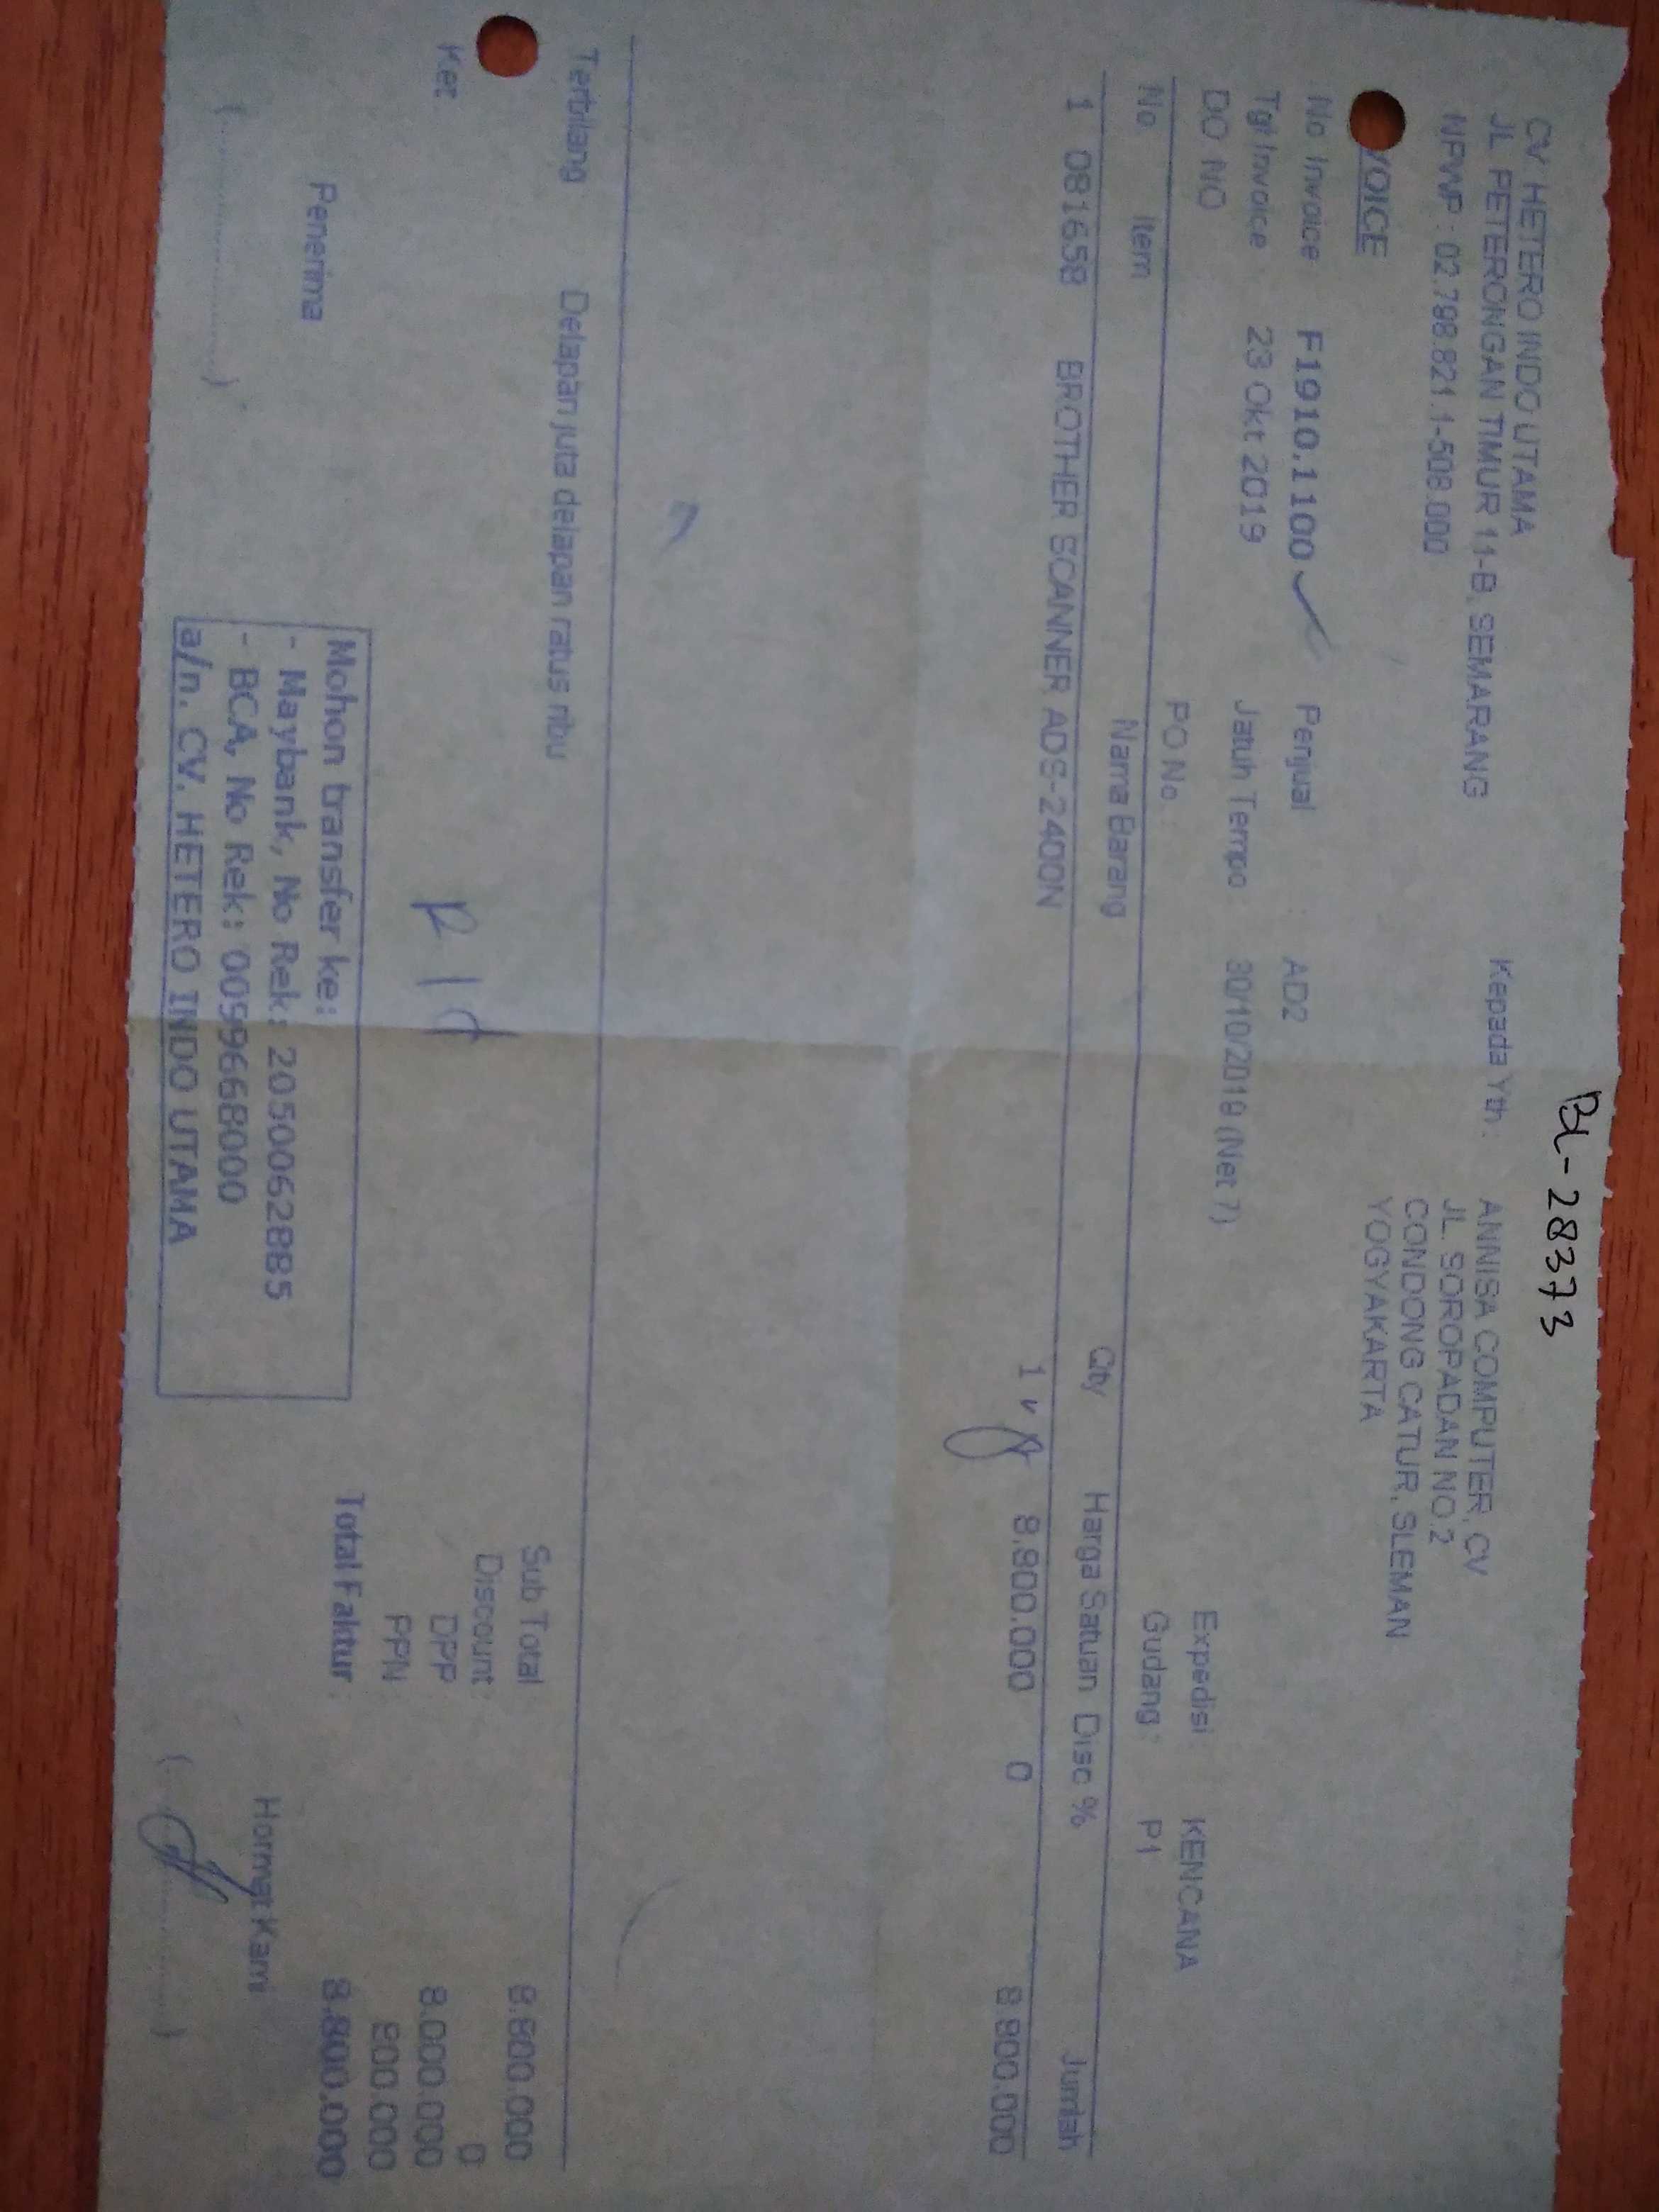 BL-28373
CV HETERO INDO UTAMA
JL. PETERONGAN TIMUR 11-B, SEMARANG
NPWP : 02.798.821.1-508.000
Kepada Yth : ANNISA COMPUTER, CV
JL. SOROPADAN NO.2
CONDONG CATUR, SLEMAN
YOGYAKARTA
VOICE
No Invoice : F1910.1100 Penjual : AD2
Tgl Invoice : 23 Okt 2019 Jatuh Tempo : 30/10/2019 (Net 7) Expedisi : KENCANA
DO NO PO No : Gudang : P1
No Item Nama Barang Qty Harga Satuan Disc % Jumlah
1 081658 BROTHER SCANNER ADS-2400N 1 8.800.000 0 8.800.000
Terbilang Delapan juta delapan ratus ribu
Ket
Sub Total : 8.800.000
Discount : 0
DPP 8.000.000
PPN 800.000
Total Faktur : 8.800.000
Penerima
Mohon transfer ke:
- Maybank, No Rek: 2050062885
- BCA, No Rek: 0099668000
a/n. CV. HETERO INDO UTAMA
Hormat Kami